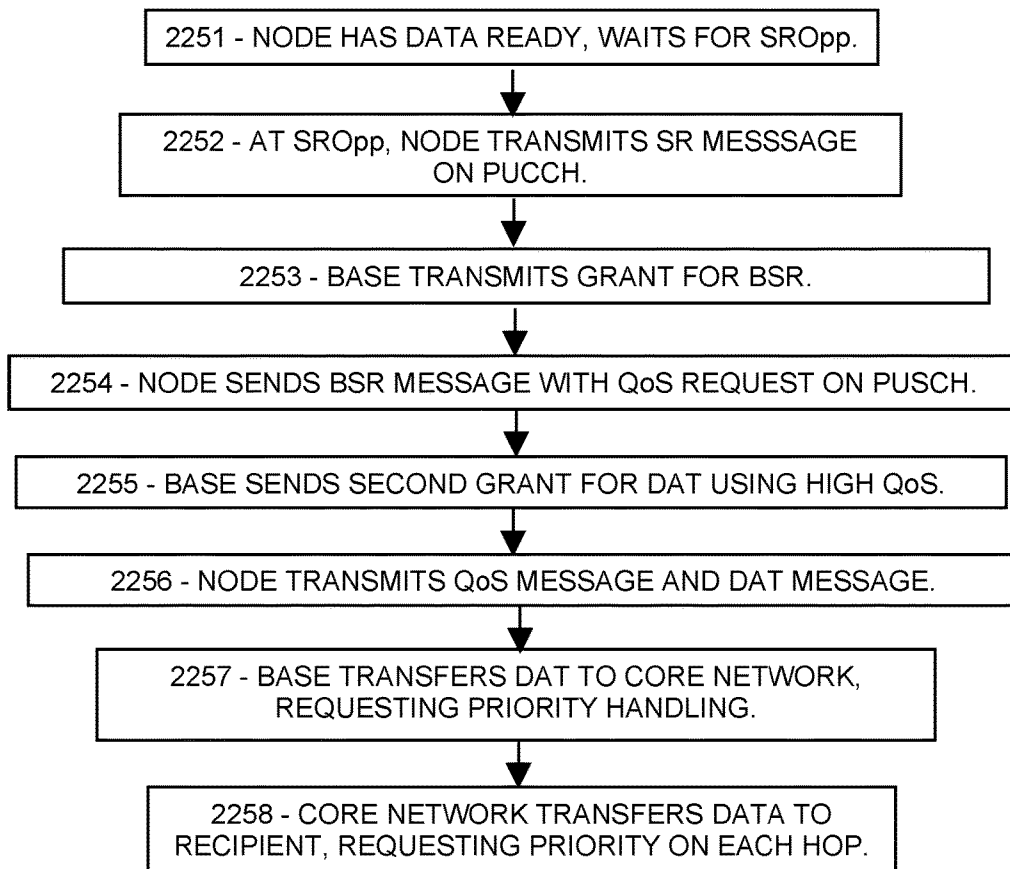 2251 - NODE HAS DATA READY, WAITS FOR SROpp.
2252 - AT SROpp, NODE TRANSMITS SR MESSSAGE
ON PUCCH.
2253 - BASE TRANSMITS GRANT FOR BSR.
2254 - NODE SENDS BSR MESSAGE WITH QoS REQUEST ON PUSCH.
2255 - BASE SENDS SECOND GRANT FOR DAT USING HIGH QoS.
2256 - NODE TRANSMITS QoS MESSAGE AND DAT MESSAGE.
2257 - BASE TRANSFERS DAT TO CORE NETWORK,
REQUESTING PRIORITY HANDLING.
2258 - CORE NETWORK TRANSFERS DATA TO
RECIPIENT, REQUESTING PRIORITY ON EACH HOP.